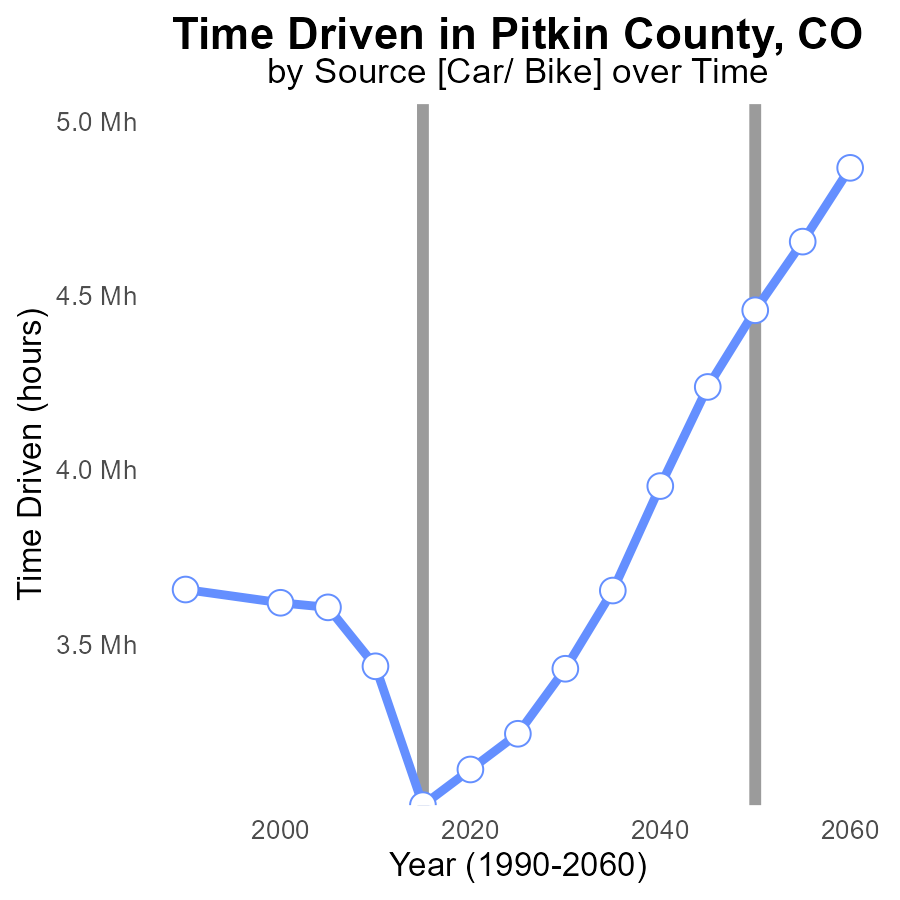 Time Driven in Pitkin County, CO
by Source [Car/ Bike] over Time
5.0 Mh
4.5 Mh
4.0 Mh
3.5 Mh
Time Driven (hours)
2000 2020 2040 2060
Year (1990-2060)